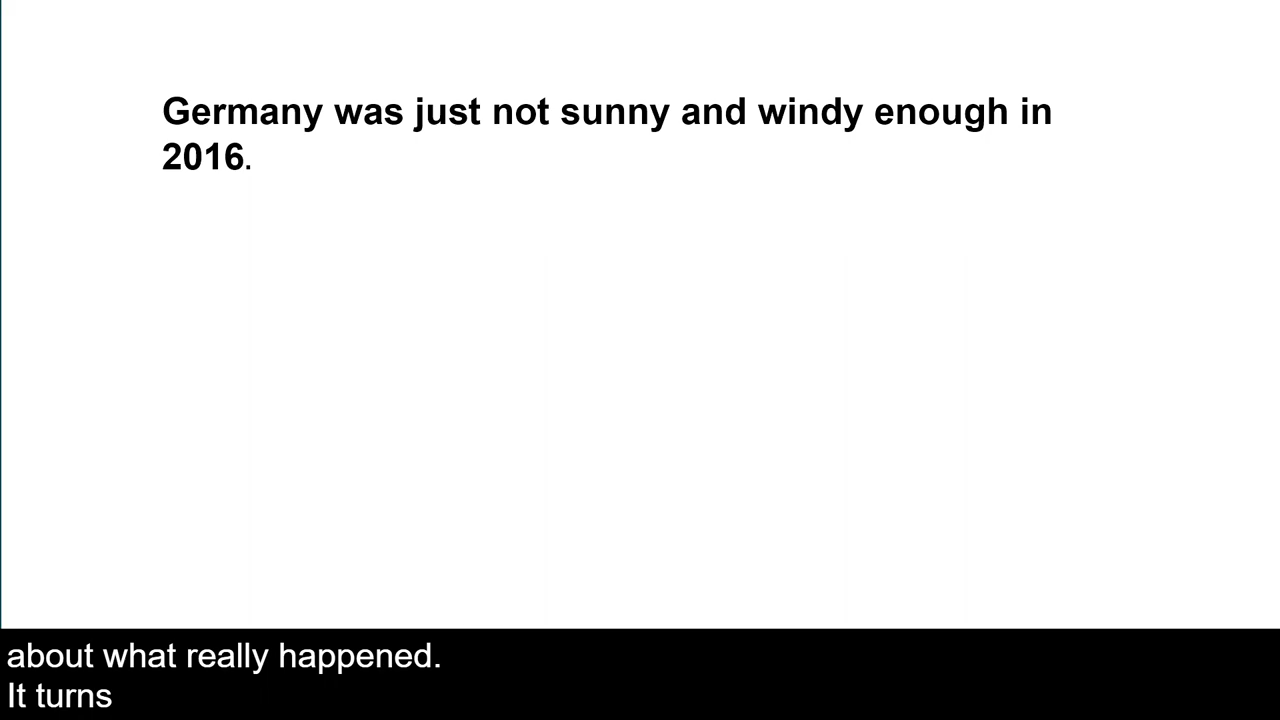 Germany was just not sunny and windy enough in
2016.
about what really happened.
It turns